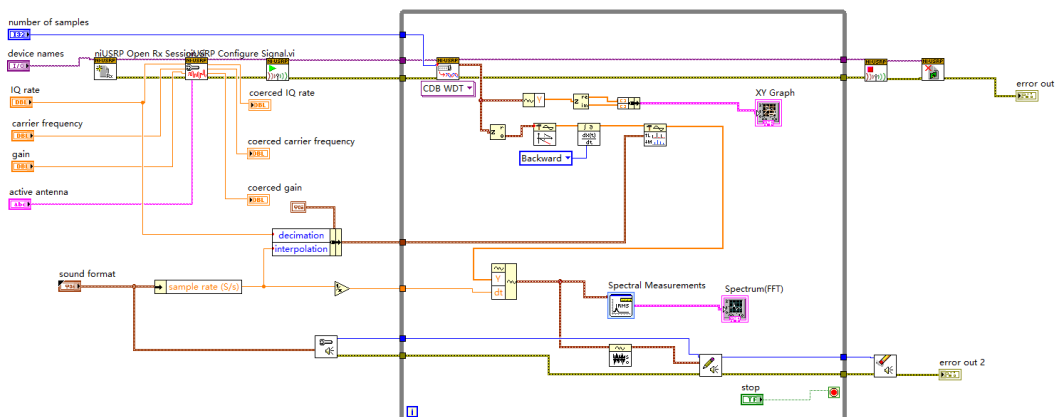 number of samples
I32
device names
niUSRP Open Rx Session
niUSRP Configure Signal.vi
I/O
CDB WDT
error out
IQ rate
DBL
coerced IQ rate
DBL
Y
re
im
XY Graph
carrier frequency
DBL
coerced carrier frequency
DBL
Backward
gain
DBL
active antenna
abc
coerced gain
DBL
decimation
interpolation
sound format
sample rate (S/s)
Y
dt
Spectral Measurements
Spectrum(FFT)
error out 2
stop
TF
i